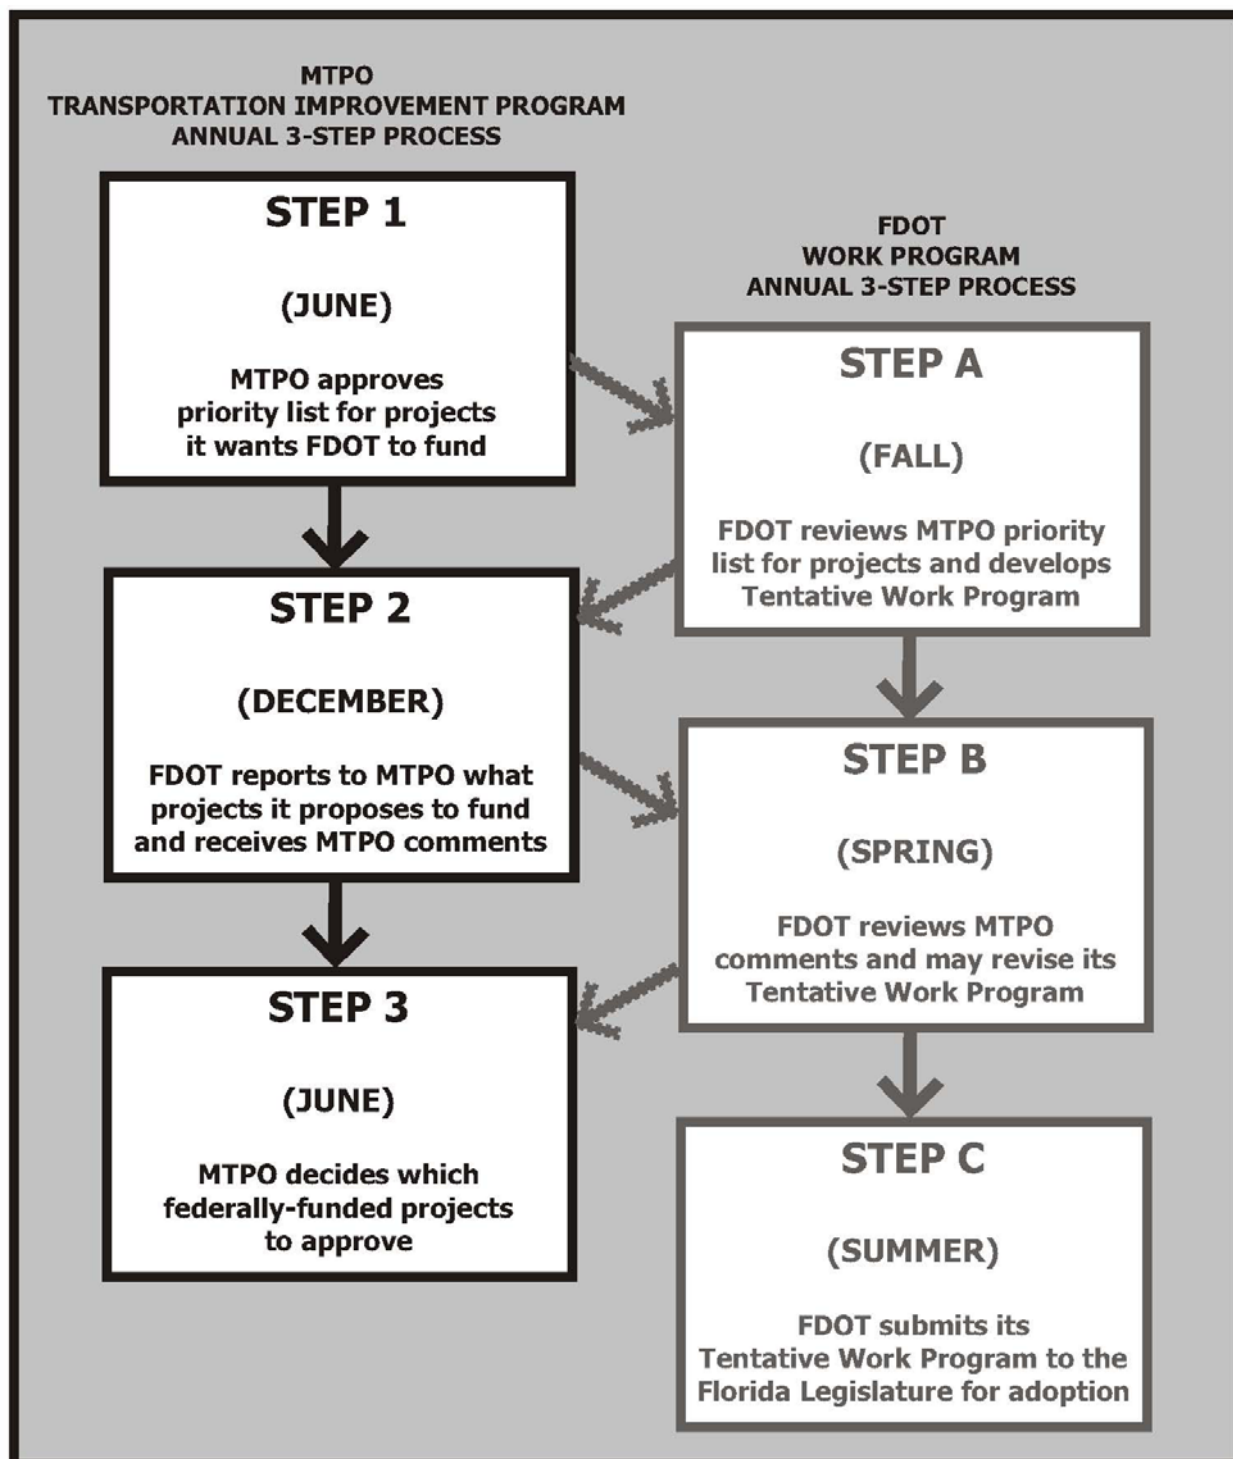 MTPO
TRANSPORTATION IMPROVEMENT PROGRAM
ANNUAL 3-STEP PROCESS
STEP 1
(JUNE)
MTPO approves
priority list for projects
it wants FDOT to fund
STEP 2
(DECEMBER)
FDOT reports to MTPO what
projects it proposes to fund
and receives MTPO comments
STEP 3
(JUNE)
MTPO decides which
federally-funded projects
to approve
FDOT
WORK PROGRAM
ANNUAL 3-STEP PROCESS
STEP A
(FALL)
FDOT reviews MTPO priority
list for projects and develops
Tentative Work Program
STEP B
(SPRING)
FDOT reviews MTPO
comments and may revise its
Tentative Work Program
STEP C
(SUMMER)
FDOT submits its
Tentative Work Program to the
Florida Legislature for adoption